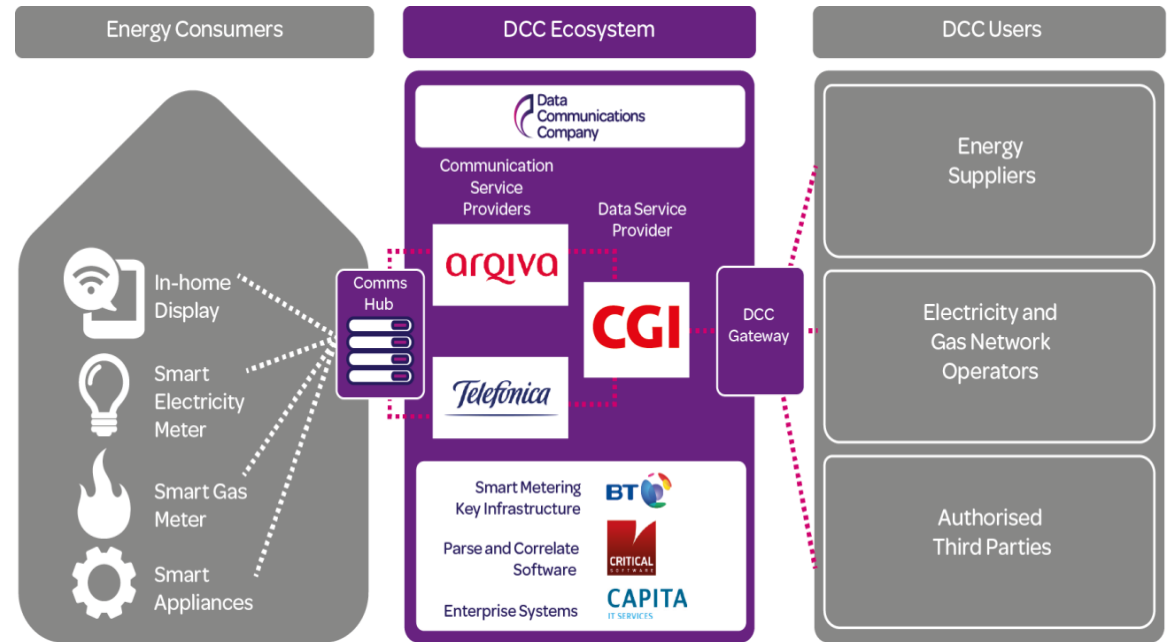 Energy Consumers
DCC Ecosystem
DCC Users
Data
Communications
Company
Communication
Service
Providers
Data Service
Provider
arqiva
CGI
Telefónica
In-home
Display
Smart
Electricity
Meter
Smart Gas
Meter
Smart
Appliances
Comms
Hub
DCC
Gateway
Smart Metering
Key Infrastructure
BT
Parse and Correlate
Software
CRITICAL
SOFTWARE
Enterprise Systems
CAPITA
IT SERVICES
Energy
Suppliers
Electricity and
Gas Network
Operators
Authorised
Third Parties